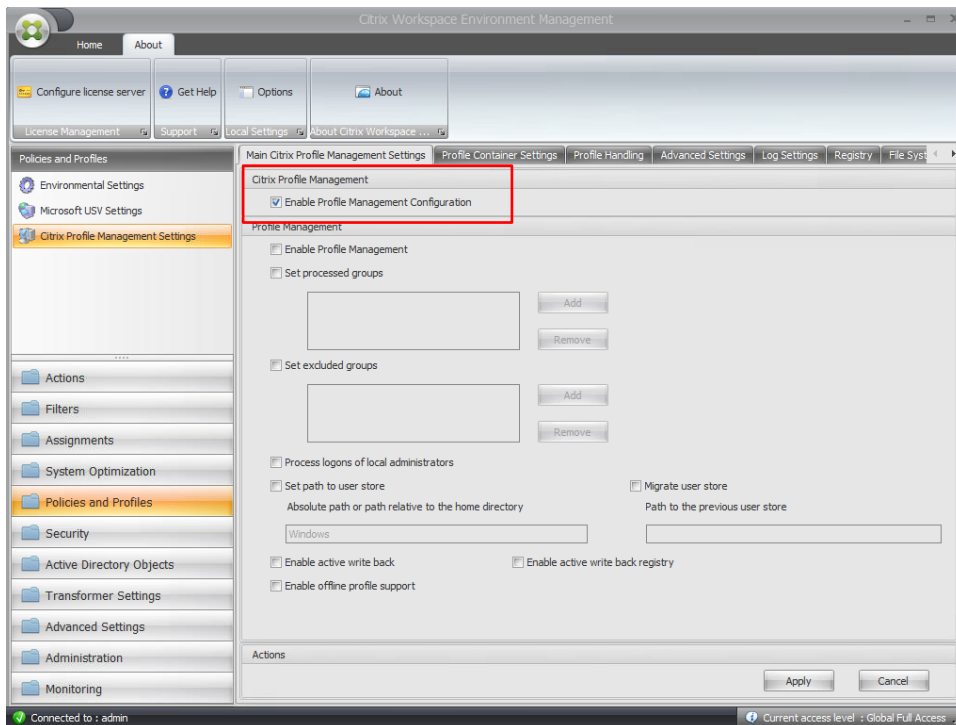 Citrix Workspace Environment Management
Home About
Configure license server Get Help Options About
License Management Support Local Settings About Citrix Workspace ...
Policies and Profiles
Environmental Settings
Microsoft USV Settings
Citrix Profile Management Settings
Actions
Filters
Assignments
System Optimization
Policies and Profiles
Security
Active Directory Objects
Transformer Settings
Advanced Settings
Administration
Monitoring
Main Citrix Profile Management Settings Profile Container Settings Profile Handling Advanced Settings Log Settings Registry File Syst
Citrix Profile Management
Enable Profile Management Configuration
Profile Management
Enable Profile Management
Set processed groups
Add
Remove
Set excluded groups
Add
Remove
Process logons of local administrators
Set path to user store Migrate user store
Absolute path or path relative to the home directory Path to the previous user store
Windows
Enable active write back Enable active write back registry
Enable offline profile support
Actions
Apply Cancel
Connected to : admin Current access level : Global Full Access